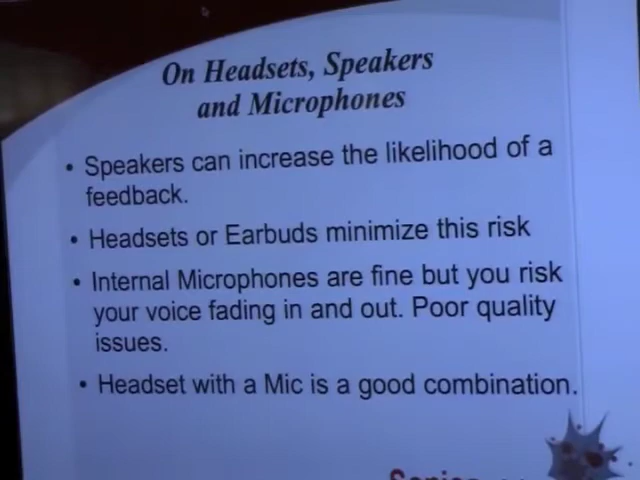 On Headsets, Speakers
and Microphones
• Speakers can increase the likelihood of a
feedback.
• Headsets or Earbuds minimize this risk
• Internal Microphones are fine but you risk
your voice fading in and out. Poor quality
issues.
• Headset with a Mic is a good combination.